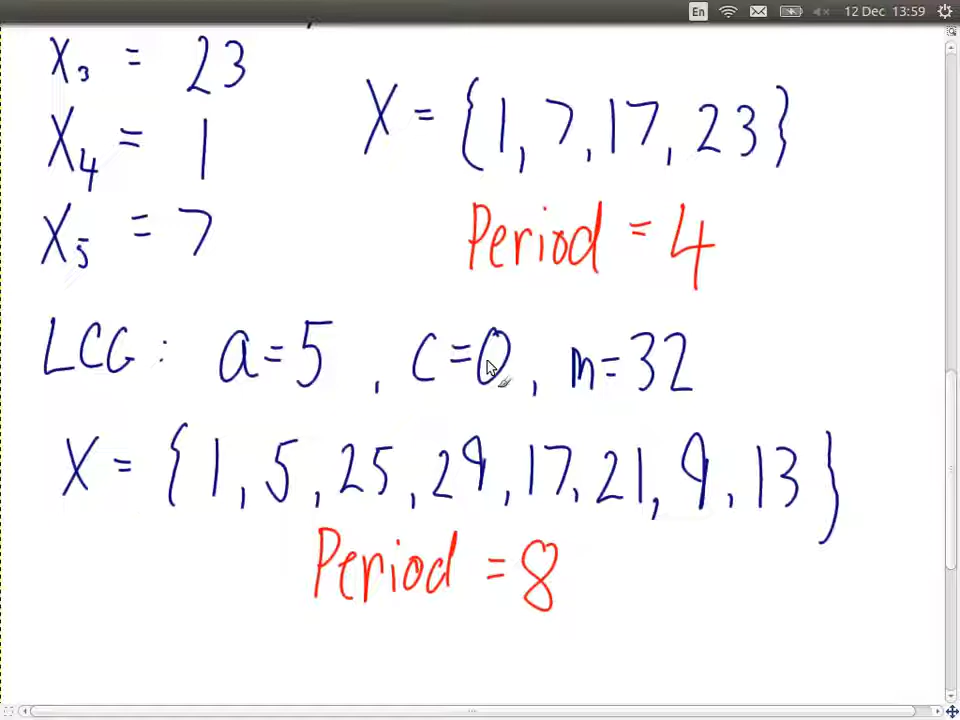 En 12 Dec 13:59
X₃ = 23
X = {1, 7, 17, 23}
X₄ = 1
X₅ = 7
Period = 4
LCG : a = 5 , c = 0 , m = 32
X = {1, 5, 25, 29, 17, 21, 9, 13}
Period = 8